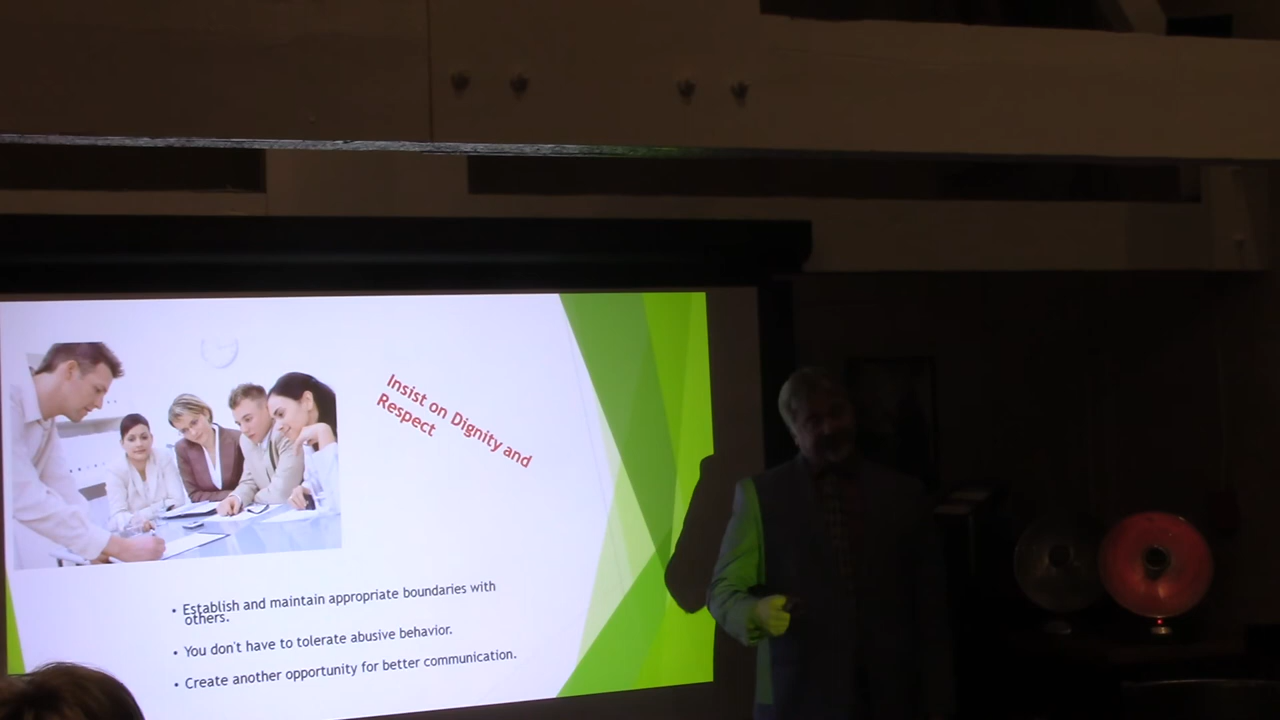 Insist on Dignity and
Respect
• Establish and maintain appropriate boundaries with
others.
• You don't have to tolerate abusive behavior.
• Create another opportunity for better communication.